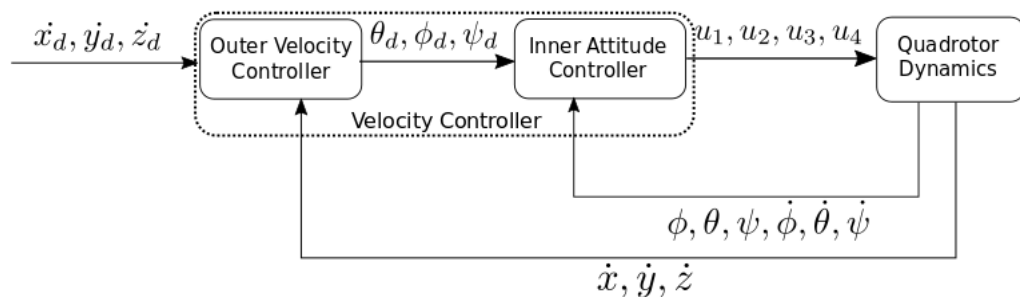 ẋ_d, ẏ_d, ż_d
Outer Velocity
Controller
θ_d, ϕ_d, ψ_d
Inner Attitude
Controller
u_1, u_2, u_3, u_4
Quadrotor
Dynamics
Velocity Controller
ϕ, θ, ψ, ϕ̇, θ̇, ψ̇
ẋ, ẏ, ż